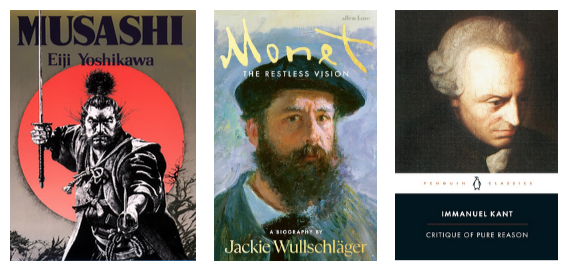 MUSASHI
Eiji Yoshikawa
allen lane
Monet
THE RESTLESS VISION
A BIOGRAPHY BY
Jackie Wullschläger
PENGUIN CLASSICS
IMMANUEL KANT
CRITIQUE OF PURE REASON